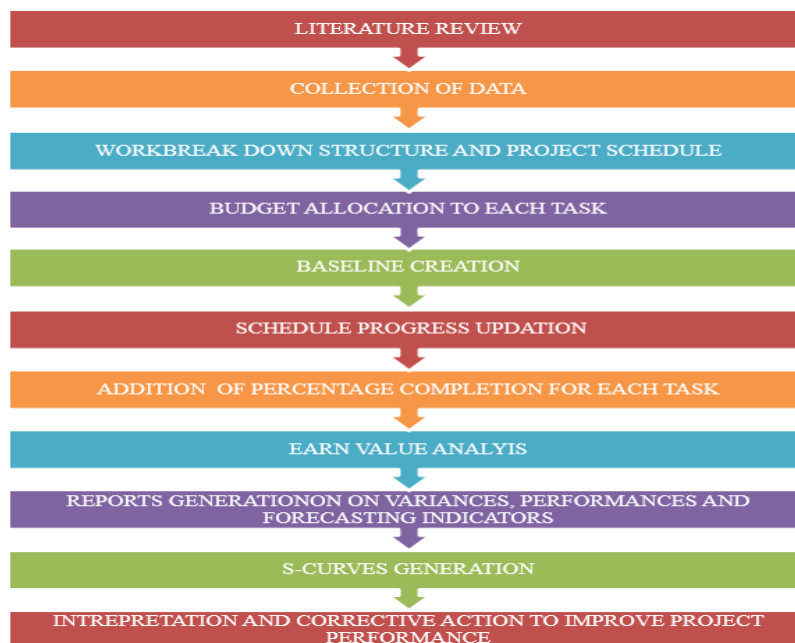 LITERATURE REVIEW
COLLECTION OF DATA
WORKBREAK DOWN STRUCTURE AND PROJECT SCHEDULE
BUDGET ALLOCATION TO EACH TASK
BASELINE CREATION
SCHEDULE PROGRESS UPDATION
ADDITION OF PERCENTAGE COMPLETION FOR EACH TASK
EARN VALUE ANALYIS
REPORTS GENERATIONON ON VARIANCES, PERFORMANCES AND
FORECASTING INDICATORS
S-CURVES GENERATION
INTREPRETATION AND CORRECTIVE ACTION TO IMPROVE PROJECT
PERFORMANCE